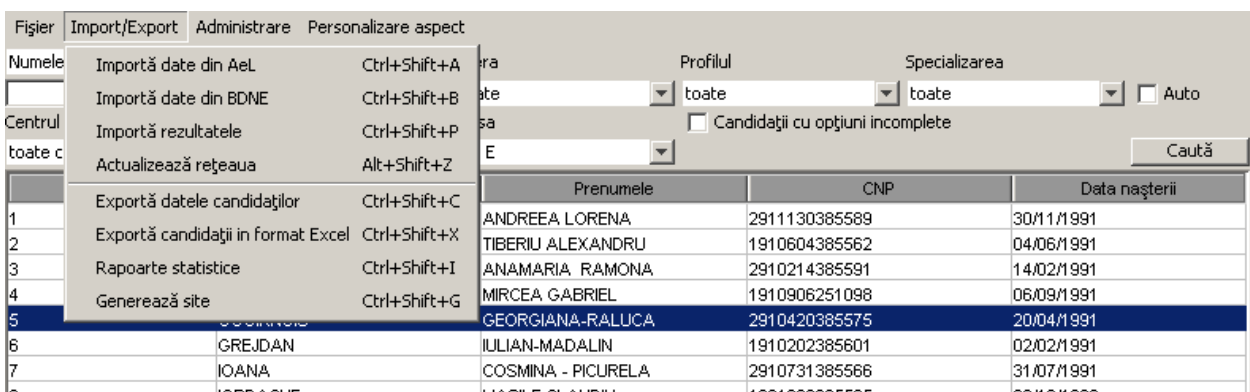 Fişier Import/Export Administrare Personalizare aspect
Numele Profilul Specializarea
Importă date din AeL Ctrl+Shift+A
toate toate Auto
Importă date din BDNE Ctrl+Shift+B
Centrul Candidaţii cu opţiuni incomplete
Importă rezultatele Ctrl+Shift+P
toate c E Caută
Actualizează reţeaua Alt+Shift+Z
Exportă datele candidaţilor Ctrl+Shift+C
Exportă candidaţii in format Excel Ctrl+Shift+X
Rapoarte statistice Ctrl+Shift+I
Generează site Ctrl+Shift+G
Prenumele CNP Data naşterii
1 ANDREEA LORENA 2911130385589 30/11/1991
2 TIBERIU ALEXANDRU 1910604385562 04/06/1991
3 ANAMARIA RAMONA 2910214385591 14/02/1991
4 MIRCEA GABRIEL 1910906251098 06/09/1991
5 GEORGIANA-RALUCA 2910420385575 20/04/1991
6 GREJDAN IULIAN-MADALIN 1910202385601 02/02/1991
7 IOANA COSMINA - PICURELA 2910731385566 31/07/1991